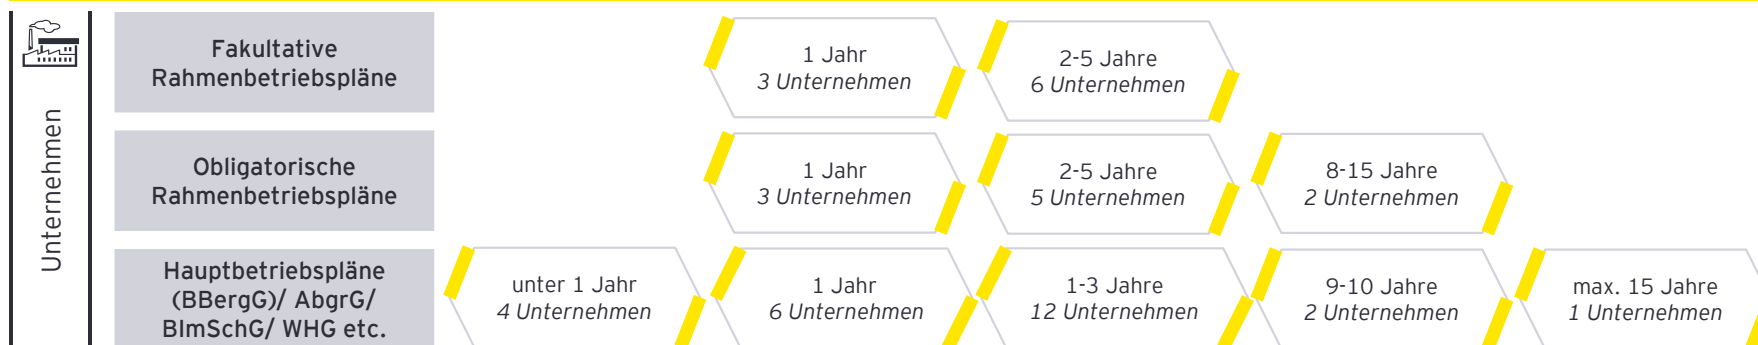 Unternehmen
Fakultative
Rahmenbetriebspläne
1 Jahr
3 Unternehmen
2-5 Jahre
6 Unternehmen
Obligatorische
Rahmenbetriebspläne
1 Jahr
3 Unternehmen
2-5 Jahre
5 Unternehmen
8-15 Jahre
2 Unternehmen
Hauptbetriebspläne
(BBergG)/ AbgrG/
BImSchG/ WHG etc.
unter 1 Jahr
4 Unternehmen
1 Jahr
6 Unternehmen
1-3 Jahre
12 Unternehmen
9-10 Jahre
2 Unternehmen
max. 15 Jahre
1 Unternehmen